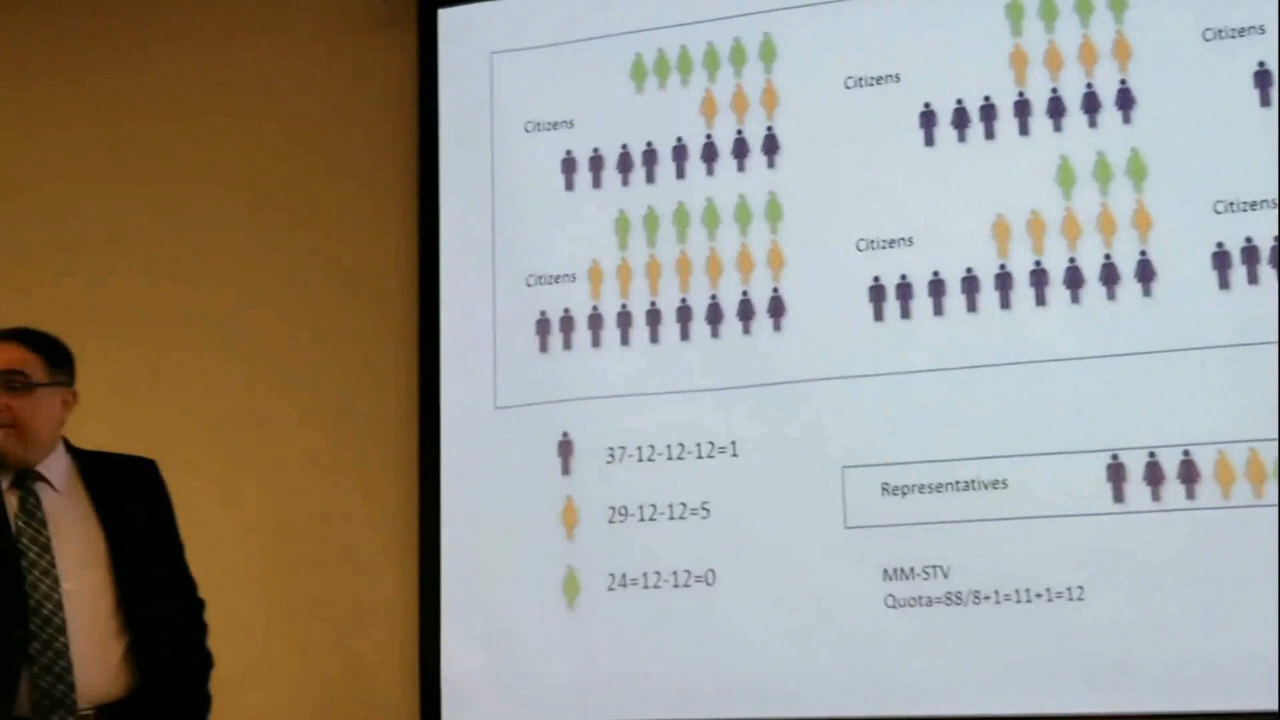 Citizens
Citizens
Citizens
Citizens
Citizens
Citizens
37-12-12-12=1
29-12-12=5
24=12-12=0
Representatives
MM-STV
Quota=88/8+1=11+1=12